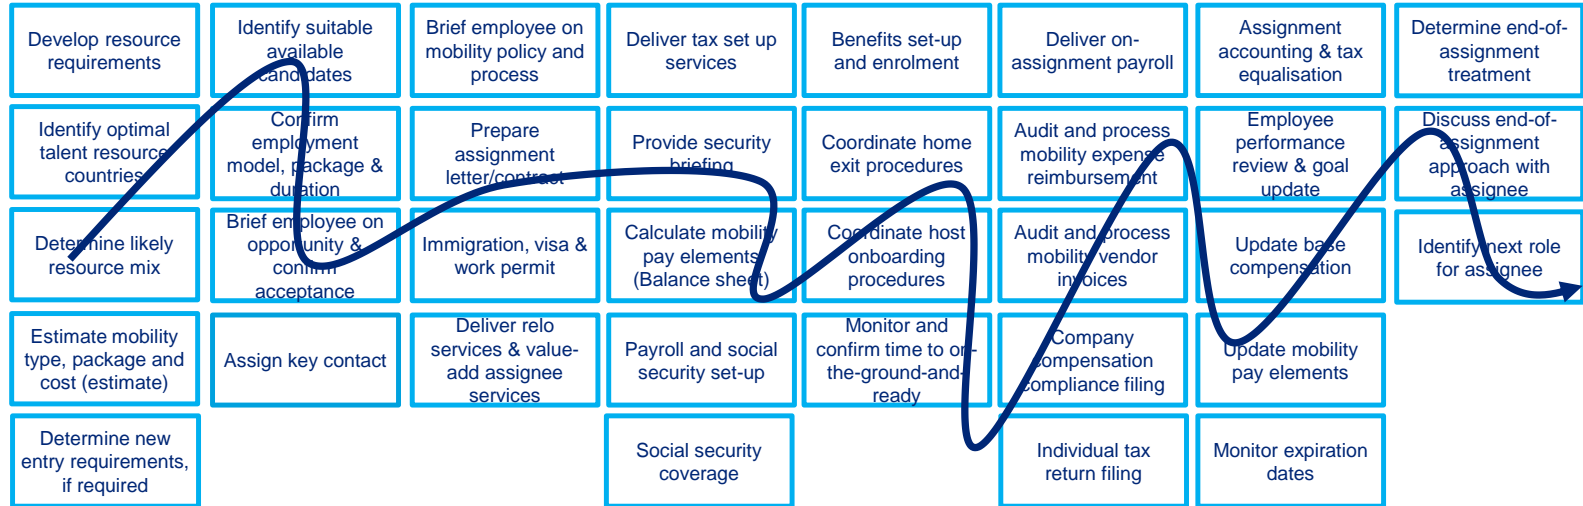 Develop resource
requirements
Identify suitable
available
candidates
Brief employee on
mobility policy and
process
Deliver tax set up
services
Benefits set-up
and enrolment
Deliver on-
assignment payroll
Assignment
accounting & tax
equalisation
Determine end-of-
assignment
treatment
Identify optimal
talent resource
countries
Confirm
employment
model, package &
duration
Prepare
assignment
letter/contract
Provide security
briefing
Coordinate home
exit procedures
Audit and process
mobility expense
reimbursement
Employee
performance
review & goal
update
Discuss end-of-
assignment
approach with
assignee
Determine likely
resource mix
Brief employee on
opportunity &
confirm
acceptance
Immigration, visa &
work permit
Calculate mobility
pay elements
(Balance sheet)
Coordinate host
onboarding
procedures
Audit and process
mobility vendor
invoices
Update base
compensation
Identify next role
for assignee
Estimate mobility
type, package and
cost (estimate)
Assign key contact
Deliver relo
services & value-
add assignee
services
Payroll and social
security set-up
Monitor and
confirm time to on-
the-ground-and-
ready
Company
compensation
compliance filing
Update mobility
pay elements
Determine new
entry requirements,
if required
Social security
coverage
Individual tax
return filing
Monitor expiration
dates